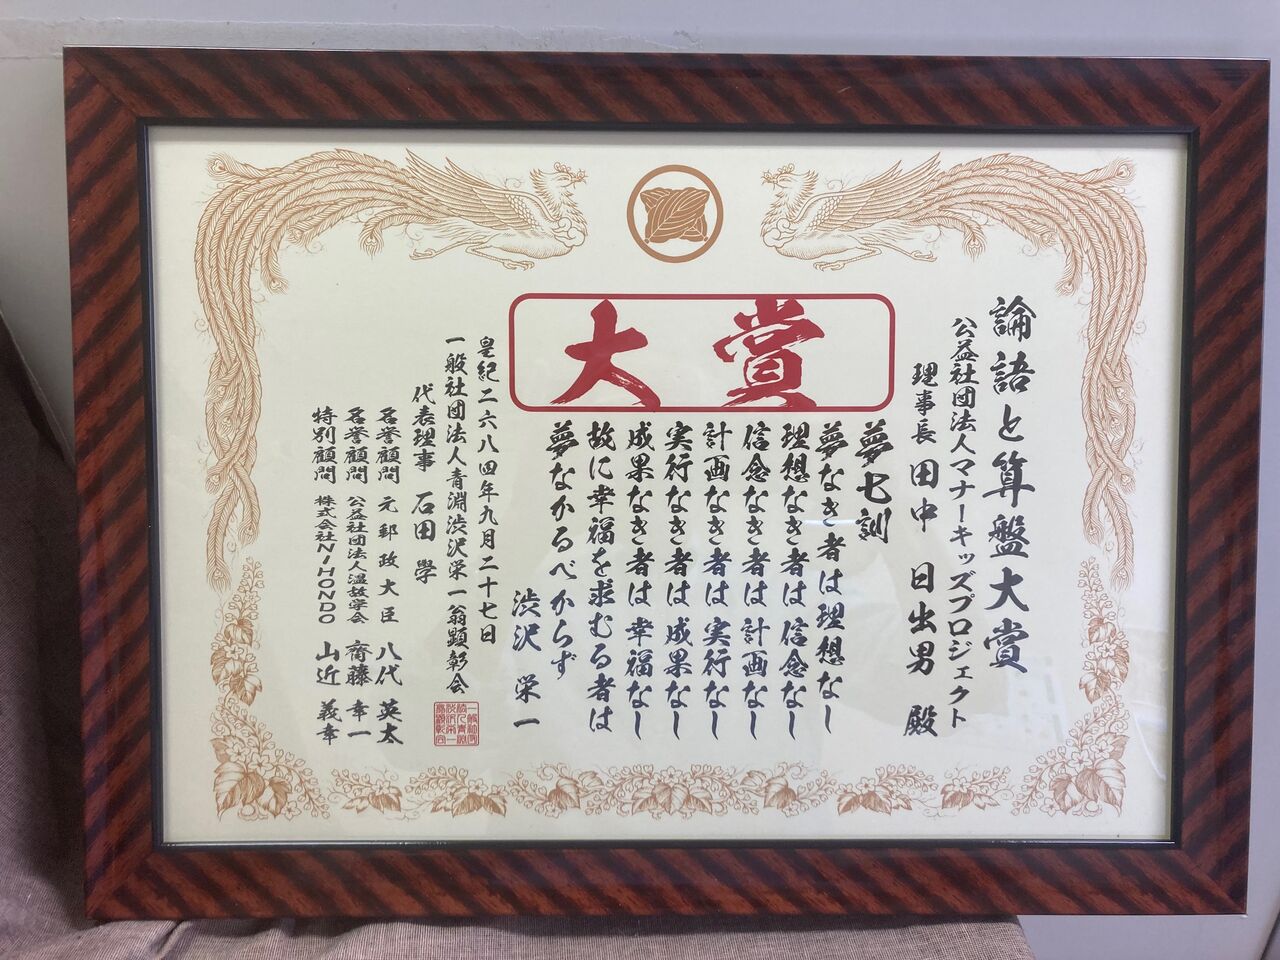 論語と算盤大賞
公益社団法人マナーキッズプロジェクト
理事長 田中 日出男 殿
大賞
夢七訓
夢なき者は理想なし
理想なき者は信念なし
信念なき者は計画なし
計画なき者は実行なし
実行なき者は成果なし
成果なき者は幸福なし
故に幸福を求むる者は
夢なかるべからず
渋沢 栄一
皇紀二六八四年九月二十七日
一般社団法人青淵渋沢栄一翁顕彰会
代表理事 石田 學
名誉顧問 元郵政大臣 八代 英太
名誉顧問 公益社団法人温故学会 齊藤 幸一
特別顧問 株式会社NIHONDO 山近 義幸